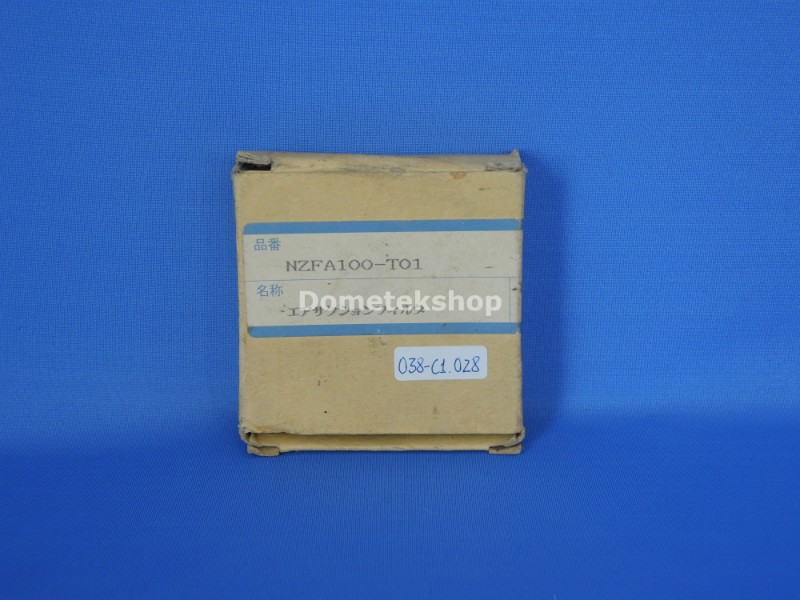 品番
NZFA100-T01
名称
Dometekshop
エアサクションフィルタ
038-C1.028